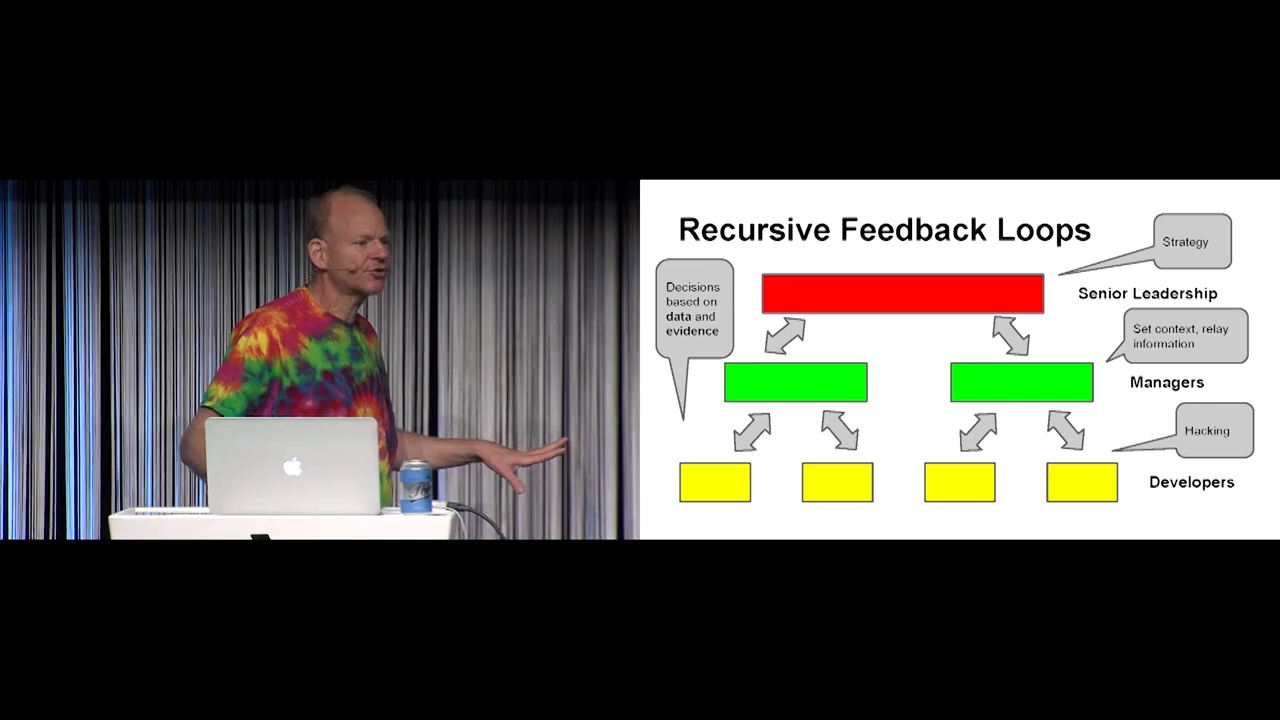 Recursive Feedback Loops
Strategy
Decisions
based on
data and
evidence
Senior Leadership
Set context, relay
information
Managers
Hacking
Developers